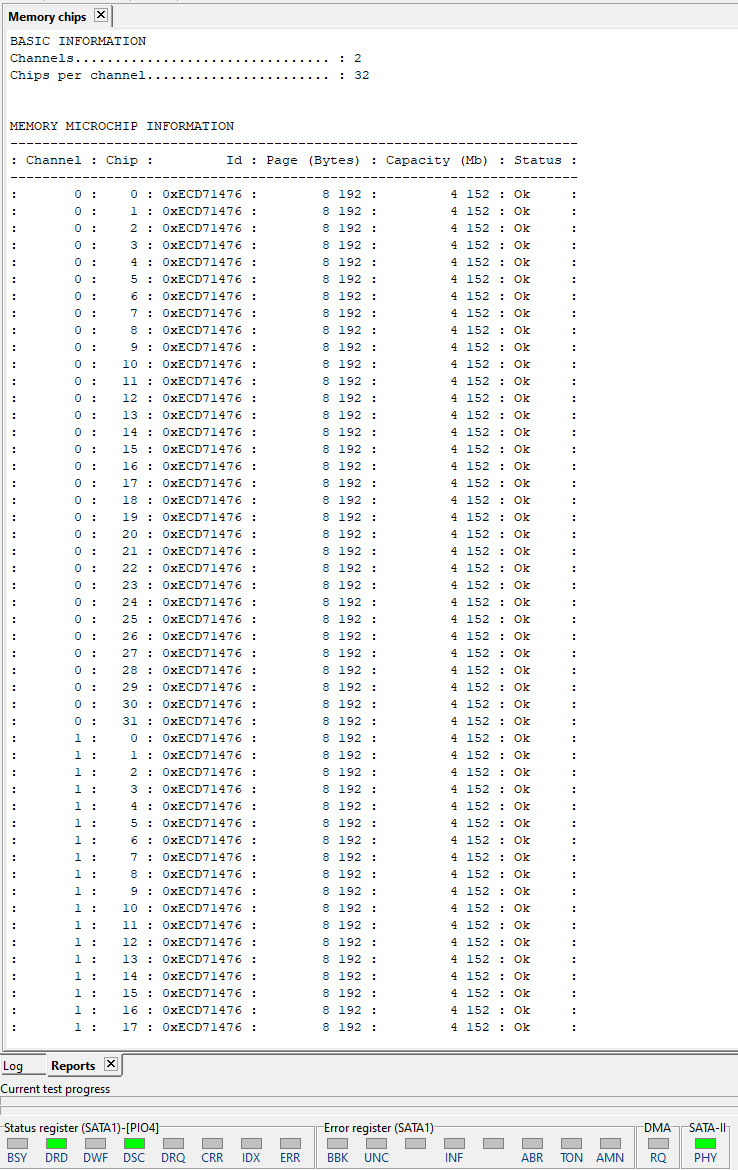 Memory chips
BASIC INFORMATION
Channels................................ : 2
Chips per channel....................... : 32
MEMORY MICROCHIP INFORMATION
-----------------------------------------------------------------------
: Channel : Chip :         Id : Page (Bytes) : Capacity (Mb) : Status :
-----------------------------------------------------------------------
:       0 :    0 : 0xECD71476 :        8 192 :         4 152 : Ok     :
:       0 :    1 : 0xECD71476 :        8 192 :         4 152 : Ok     :
:       0 :    2 : 0xECD71476 :        8 192 :         4 152 : Ok     :
:       0 :    3 : 0xECD71476 :        8 192 :         4 152 : Ok     :
:       0 :    4 : 0xECD71476 :        8 192 :         4 152 : Ok     :
:       0 :    5 : 0xECD71476 :        8 192 :         4 152 : Ok     :
:       0 :    6 : 0xECD71476 :        8 192 :         4 152 : Ok     :
:       0 :    7 : 0xECD71476 :        8 192 :         4 152 : Ok     :
:       0 :    8 : 0xECD71476 :        8 192 :         4 152 : Ok     :
:       0 :    9 : 0xECD71476 :        8 192 :         4 152 : Ok     :
:       0 :   10 : 0xECD71476 :        8 192 :         4 152 : Ok     :
:       0 :   11 : 0xECD71476 :        8 192 :         4 152 : Ok     :
:       0 :   12 : 0xECD71476 :        8 192 :         4 152 : Ok     :
:       0 :   13 : 0xECD71476 :        8 192 :         4 152 : Ok     :
:       0 :   14 : 0xECD71476 :        8 192 :         4 152 : Ok     :
:       0 :   15 : 0xECD71476 :        8 192 :         4 152 : Ok     :
:       0 :   16 : 0xECD71476 :        8 192 :         4 152 : Ok     :
:       0 :   17 : 0xECD71476 :        8 192 :         4 152 : Ok     :
:       0 :   18 : 0xECD71476 :        8 192 :         4 152 : Ok     :
:       0 :   19 : 0xECD71476 :        8 192 :         4 152 : Ok     :
:       0 :   20 : 0xECD71476 :        8 192 :         4 152 : Ok     :
:       0 :   21 : 0xECD71476 :        8 192 :         4 152 : Ok     :
:       0 :   22 : 0xECD71476 :        8 192 :         4 152 : Ok     :
:       0 :   23 : 0xECD71476 :        8 192 :         4 152 : Ok     :
:       0 :   24 : 0xECD71476 :        8 192 :         4 152 : Ok     :
:       0 :   25 : 0xECD71476 :        8 192 :         4 152 : Ok     :
:       0 :   26 : 0xECD71476 :        8 192 :         4 152 : Ok     :
:       0 :   27 : 0xECD71476 :        8 192 :         4 152 : Ok     :
:       0 :   28 : 0xECD71476 :        8 192 :         4 152 : Ok     :
:       0 :   29 : 0xECD71476 :        8 192 :         4 152 : Ok     :
:       0 :   30 : 0xECD71476 :        8 192 :         4 152 : Ok     :
:       0 :   31 : 0xECD71476 :        8 192 :         4 152 : Ok     :
:       1 :    0 : 0xECD71476 :        8 192 :         4 152 : Ok     :
:       1 :    1 : 0xECD71476 :        8 192 :         4 152 : Ok     :
:       1 :    2 : 0xECD71476 :        8 192 :         4 152 : Ok     :
:       1 :    3 : 0xECD71476 :        8 192 :         4 152 : Ok     :
:       1 :    4 : 0xECD71476 :        8 192 :         4 152 : Ok     :
:       1 :    5 : 0xECD71476 :        8 192 :         4 152 : Ok     :
:       1 :    6 : 0xECD71476 :        8 192 :         4 152 : Ok     :
:       1 :    7 : 0xECD71476 :        8 192 :         4 152 : Ok     :
:       1 :    8 : 0xECD71476 :        8 192 :         4 152 : Ok     :
:       1 :    9 : 0xECD71476 :        8 192 :         4 152 : Ok     :
:       1 :   10 : 0xECD71476 :        8 192 :         4 152 : Ok     :
:       1 :   11 : 0xECD71476 :        8 192 :         4 152 : Ok     :
:       1 :   12 : 0xECD71476 :        8 192 :         4 152 : Ok     :
:       1 :   13 : 0xECD71476 :        8 192 :         4 152 : Ok     :
:       1 :   14 : 0xECD71476 :        8 192 :         4 152 : Ok     :
:       1 :   15 : 0xECD71476 :        8 192 :         4 152 : Ok     :
:       1 :   16 : 0xECD71476 :        8 192 :         4 152 : Ok     :
:       1 :   17 : 0xECD71476 :        8 192 :         4 152 : Ok     :
Log Reports
Current test progress
Status register (SATA1)-[PIO4] Error register (SATA1) DMA SATA-II
BSY DRD DWF DSC DRQ CRR IDX ERR BBK UNC INF ABR TON AMN RQ PHY